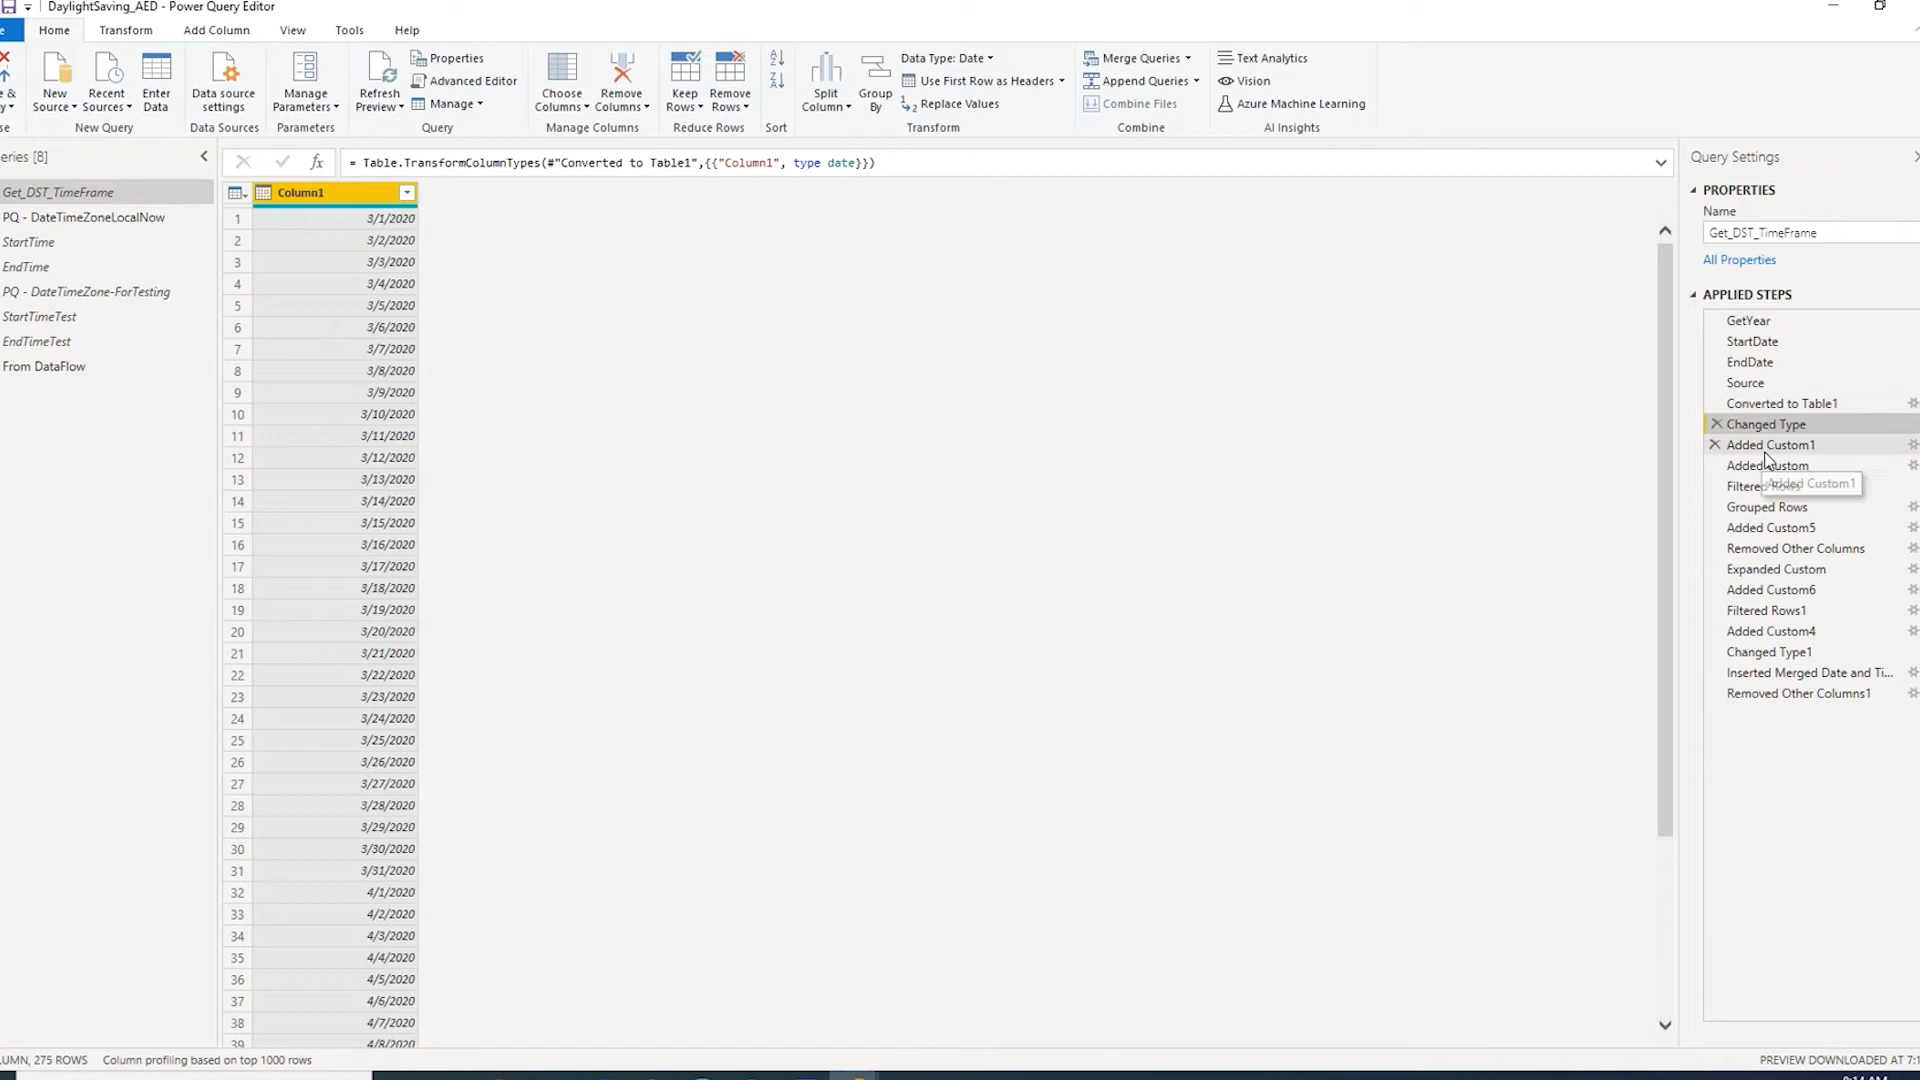 DaylightSaving_AED - Power Query Editor
Home Transform Add Column View Tools Help
New Source
Recent Sources
Enter Data
New Query
Data source settings
Data Sources
Manage Parameters
Parameters
Refresh Preview
Properties
Advanced Editor
Manage
Query
Choose Columns
Remove Columns
Manage Columns
Keep Rows
Remove Rows
Reduce Rows
Sort
Split Column
Group By
Data Type: Date
Use First Row as Headers
Replace Values
Transform
Merge Queries
Append Queries
Combine Files
Combine
Text Analytics
Vision
Azure Machine Learning
AI Insights
eries [8]
Get_DST_TimeFrame
PQ - DateTimeZoneLocalNow
StartTime
EndTime
PQ - DateTimeZone-ForTesting
StartTimeTest
EndTimeTest
From DataFlow
fx = Table.TransformColumnTypes(#"Converted to Table1",{{"Column1", type date}})
Column1
1 3/1/2020
2 3/2/2020
3 3/3/2020
4 3/4/2020
5 3/5/2020
6 3/6/2020
7 3/7/2020
8 3/8/2020
9 3/9/2020
10 3/10/2020
11 3/11/2020
12 3/12/2020
13 3/13/2020
14 3/14/2020
15 3/15/2020
16 3/16/2020
17 3/17/2020
18 3/18/2020
19 3/19/2020
20 3/20/2020
21 3/21/2020
22 3/22/2020
23 3/23/2020
24 3/24/2020
25 3/25/2020
26 3/26/2020
27 3/27/2020
28 3/28/2020
29 3/29/2020
30 3/30/2020
31 3/31/2020
32 4/1/2020
33 4/2/2020
34 4/3/2020
35 4/4/2020
36 4/5/2020
37 4/6/2020
38 4/7/2020
39 4/8/2020
Query Settings
PROPERTIES
Name
Get_DST_TimeFrame
All Properties
APPLIED STEPS
GetYear
StartDate
EndDate
Source
Converted to Table1
Changed Type
Added Custom1
Added Custom
Filtered Rows
Added Custom1
Grouped Rows
Added Custom5
Removed Other Columns
Expanded Custom
Added Custom6
Filtered Rows1
Added Custom4
Changed Type1
Inserted Merged Date and Ti...
Removed Other Columns1
LUMN, 275 ROWS Column profiling based on top 1000 rows
PREVIEW DOWNLOADED AT 7:1